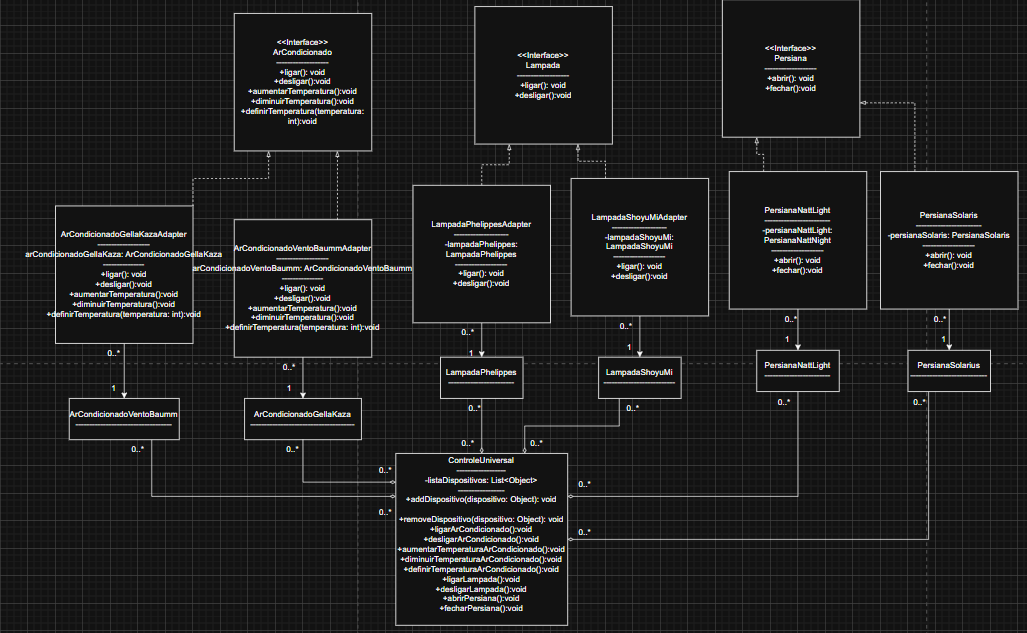 <<Interface>>
ArCondicionado
+ligar(): void
+desligar():void
+aumentarTemperatura():void
+diminuirTemperatura():void
+definirTemperatura(temperatura:
int):void
<<Interface>>
Lampada
+ligar(): void
+desligar():void
<<Interface>>
Persiana
+abrir(): void
+fechar():void
ArCondicionadoGellaKazaAdapter
arCondicionadoGellaKaza: ArCondicionadoGellaKaza
+ligar(): void
+desligar():void
+aumentarTemperatura():void
+diminuirTemperatura():void
+definirTemperatura(temperatura: int):void
ArCondicionadoVentoBaummAdapter
arCondicionadoVentoBaumm: ArCondicionadoVentoBaumm
+ligar(): void
+desligar():void
+aumentarTemperatura():void
+diminuirTemperatura():void
+definirTemperatura(temperatura: int):void
LampadaPhelippesAdapter
-lampadaPhelippes:
LampadaPhelippes
+ligar(): void
+desligar():void
LampadaShoyuMiAdapter
-lampadaShoyuMi:
LampadaShoyuMi
+ligar(): void
+desligar():void
PersianaNattLight
-persianaNattLight:
PersianaNattNight
+abrir(): void
+fechar():void
PersianaSolaris
-persianaSolaris: PersianaSolaris
+abrir(): void
+fechar():void
0..*
1
0..*
1
0..*
1
0..*
1
0..*
1
0..*
1
ArCondicionadoVentoBaumm
ArCondicionadoGellaKaza
LampadaPhelippes
LampadaShoyuMi
PersianaNattLight
PersianaSolarius
0..*
0..*
0..*
0..*
0..*
0..*
0..*
0..*
0..*
0..*
0..*
0..*
ControleUniversal
-listaDispositivos: List<Object>
+addDispositivo(dispositivo: Object): void
+removeDispositivo(dispositivo: Object): void
+ligarArCondicionado():void
+desligarArCondicionado():void
+aumentarTemperaturaArCondicionado():void
+diminuirTemperaturaArCondicionado():void
+definirTemperaturaArCondicionado():void
+ligarLampada():void
+desligarLampada():void
+abrirPersiana():void
+fecharPersiana():void